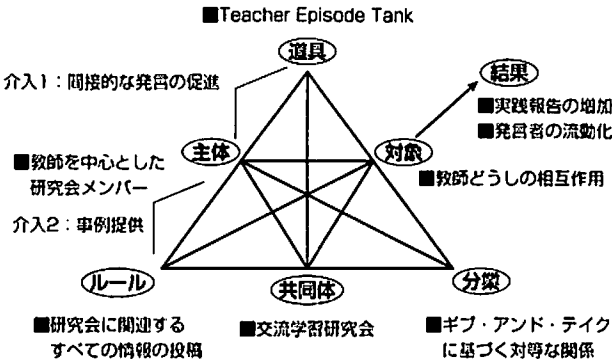 ■Teacher Episode Tank
道具
介入1：間接的な発言の促進
結果
■実践報告の増加
■発言者の流動化
主体
対象
■教師を中心とした
研究会メンバー
■教師どうしの相互作用
介入2：事例提供
ルール
共同体
分業
■研究会に関連する
すべての情報の投稿
■交流学習研究会
■ギブ・アンド・テイク
に基づく対等な関係